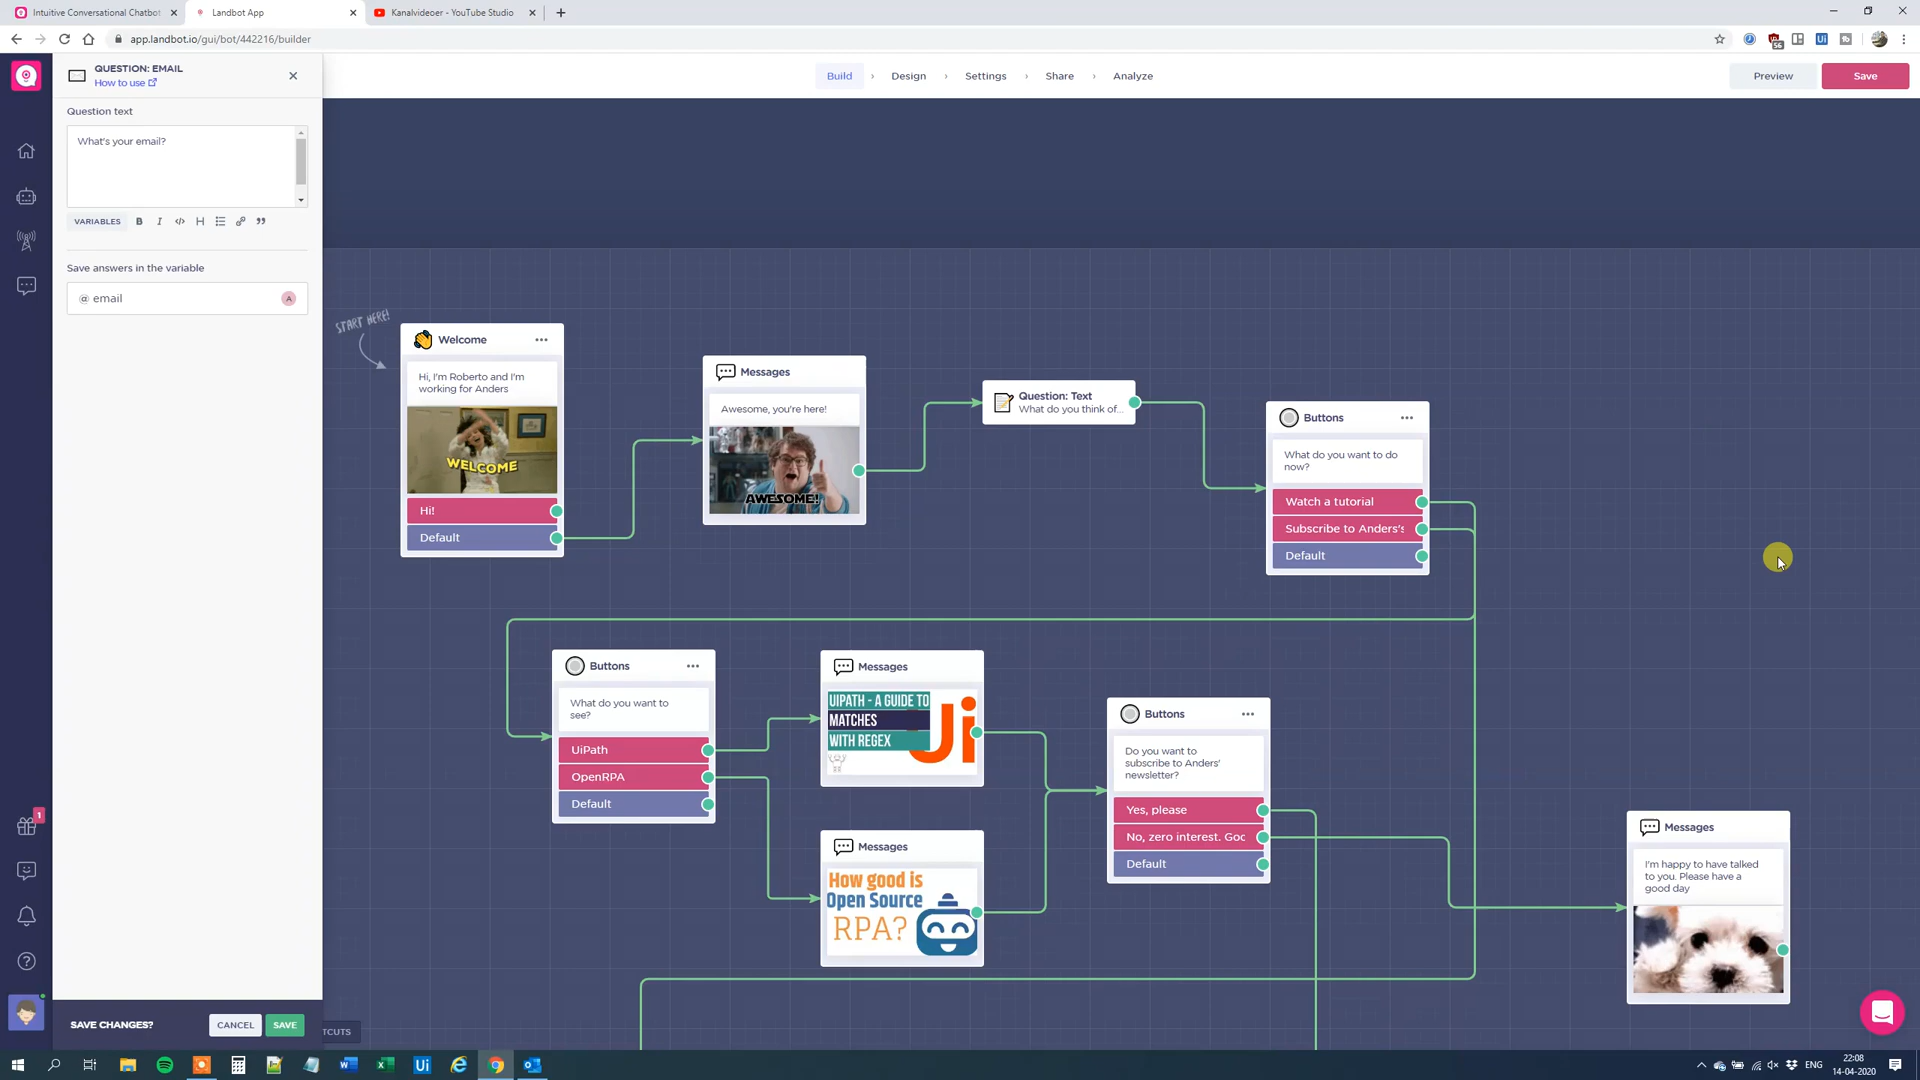 Intuitive Conversational Chatbot
Landbot App
Kanalvideoer - YouTube Studio
app.landbot.io/gui/bot/442216/builder
56
Ui
QUESTION: EMAIL
How to use
Build
Design
Settings
Share
Analyze
Preview
Save
Question text
What's your email?
VARIABLES
B
I
H
Save answers in the variable
@ email
A
START HERE!
Welcome
Hi, I'm Roberto and I'm
working for Anders
WELCOME
Hi!
Default
Messages
Awesome, you're here!
AWESOME!
Question: Text
What do you think of...
Buttons
What do you want to do
now?
Watch a tutorial
Subscribe to Anders's
Default
Buttons
What do you want to
see?
UiPath
OpenRPA
Default
Messages
UIPATH - A GUIDE TO
MATCHES
WITH REGEX
Ui
Messages
How good is
Open Source
RPA?
Buttons
Do you want to
subscribe to Anders'
newsletter?
Yes, please
No, zero interest. Goc
Default
Messages
I'm happy to have talked
to you. Please have a
good day
1
SAVE CHANGES?
CANCEL
SAVE
TCUTS
Ui
ENG
22:08
14-04-2020